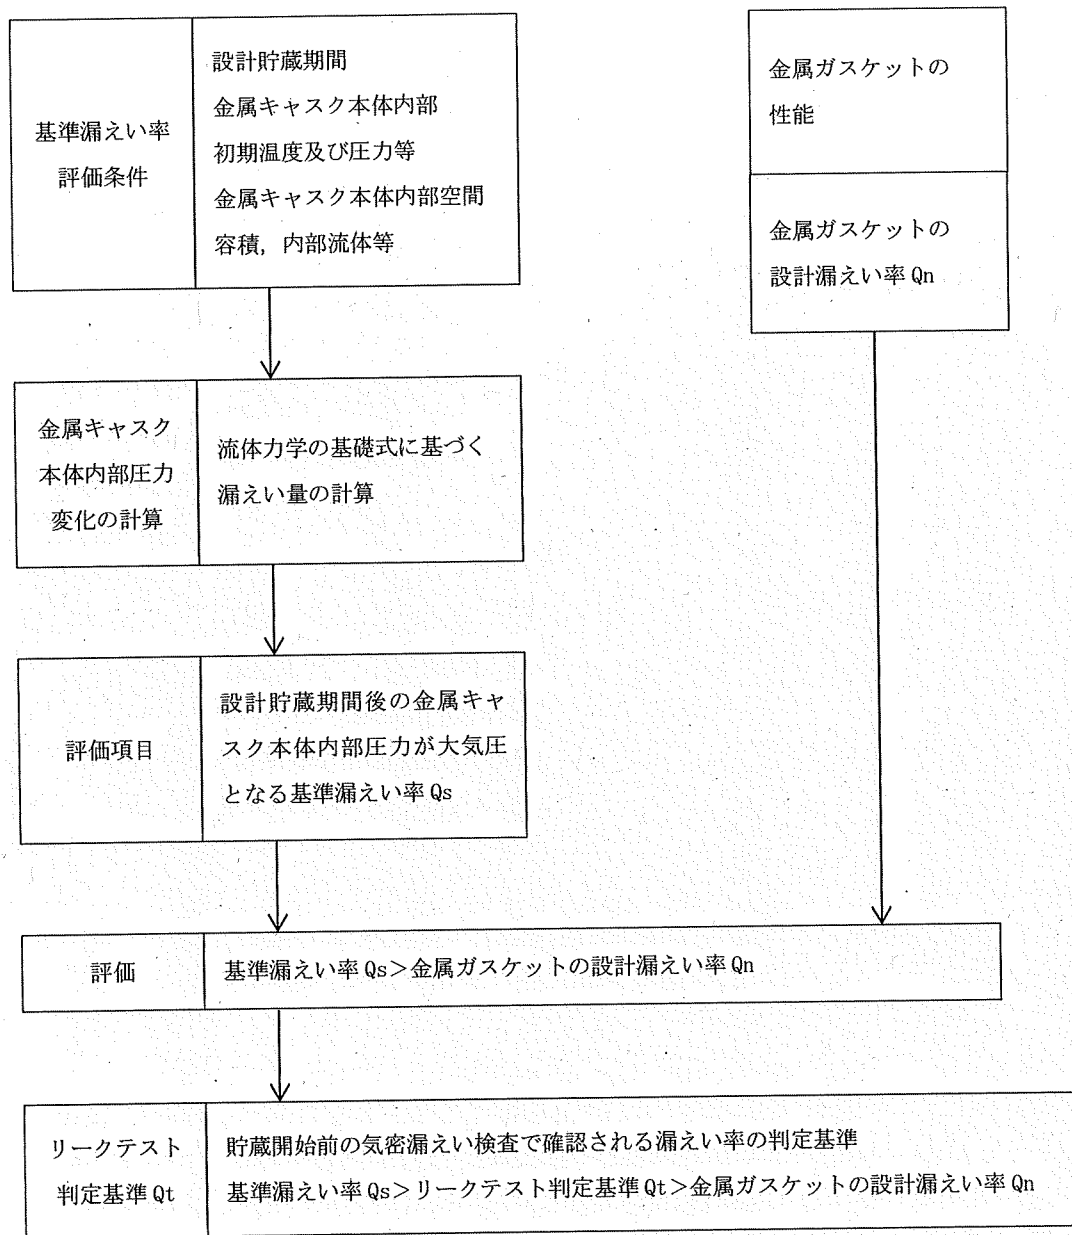 基準漏えい率
評価条件
設計貯蔵期間
金属キャスク本体内部
初期温度及び圧力等
金属キャスク本体内部空間
容積，内部流体等
金属ガスケットの
性能
金属ガスケットの
設計漏えい率 Qn
金属キャスク
本体内部圧力
変化の計算
流体力学の基礎式に基づく
漏えい量の計算
評価項目
設計貯蔵期間後の金属キャ
スク本体内部圧力が大気圧
となる基準漏えい率 Qs
評価
基準漏えい率 Qs＞金属ガスケットの設計漏えい率 Qn
リークテスト
判定基準 Qt
貯蔵開始前の気密漏えい検査で確認される漏えい率の判定基準
基準漏えい率 Qs＞リークテスト判定基準 Qt＞金属ガスケットの設計漏えい率 Qn